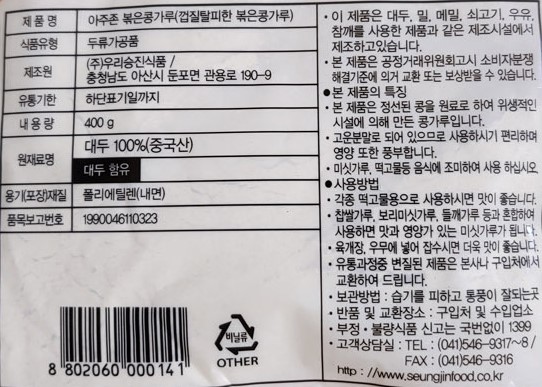 제 품 명 아주존 볶은콩가루(껍질탈피한 볶은콩가루)
식품유형 두류가공품
제조원 (주)우리승진식품 /
충청남도 아산시 둔포면 관용로 190-9
유통기한 하단표기일까지
내 용 량 400 g
원재료명 대두 100%(중국산)
대두 함유
용기(포장)재질 폴리에틸렌(내면)
품목보고번호 1990046110323
8 802060 000141
비닐류
OTHER
· 이 제품은 대두, 밀, 메밀, 쇠고기, 우유,
참깨를 사용한 제품과 같은 제조시설에서
제조하고있습니다.
· 본 제품은 공정거래위원회고시 소비자분쟁
해결기준에 의거 교환 또는 보상받을 수 있습니다.
● 본 제품의 특징
· 본 제품은 정선된 콩을 원료로 하여 위생적인
시설에 의해 만든 콩가루입니다.
· 고운분말로 되어 있으므로 사용하시기 편리하며
영양 또한 풍부합니다.
· 미싯가루, 떡고물등 음식에 조미하여 사용 하십시오.
● 사용방법
· 각종 떡고물용으로 사용하시면 맛이 좋습니다.
· 찹쌀가루, 보리미싯가루, 들깨가루 등과 혼합하여
사용하면 맛과 영양가 있는 미싯가루가 됩니다.
· 육개장, 우무에 넣어 잡수시면 더욱 맛이 좋습니다.
· 유통과정중 변질된 제품은 본사나 구입처에서
교환하여 드립니다.
· 보관방법 : 습기를 피하고 통풍이 잘되는곳
· 반품 및 교환장소 : 구입처 및 수입업소
· 부정·불량식품 신고는 국번없이 1399
· 고객상담실 : TEL : (041)546-9317~8 /
FAX : (041)546-9316
http : //www.seungjinfood.co.kr